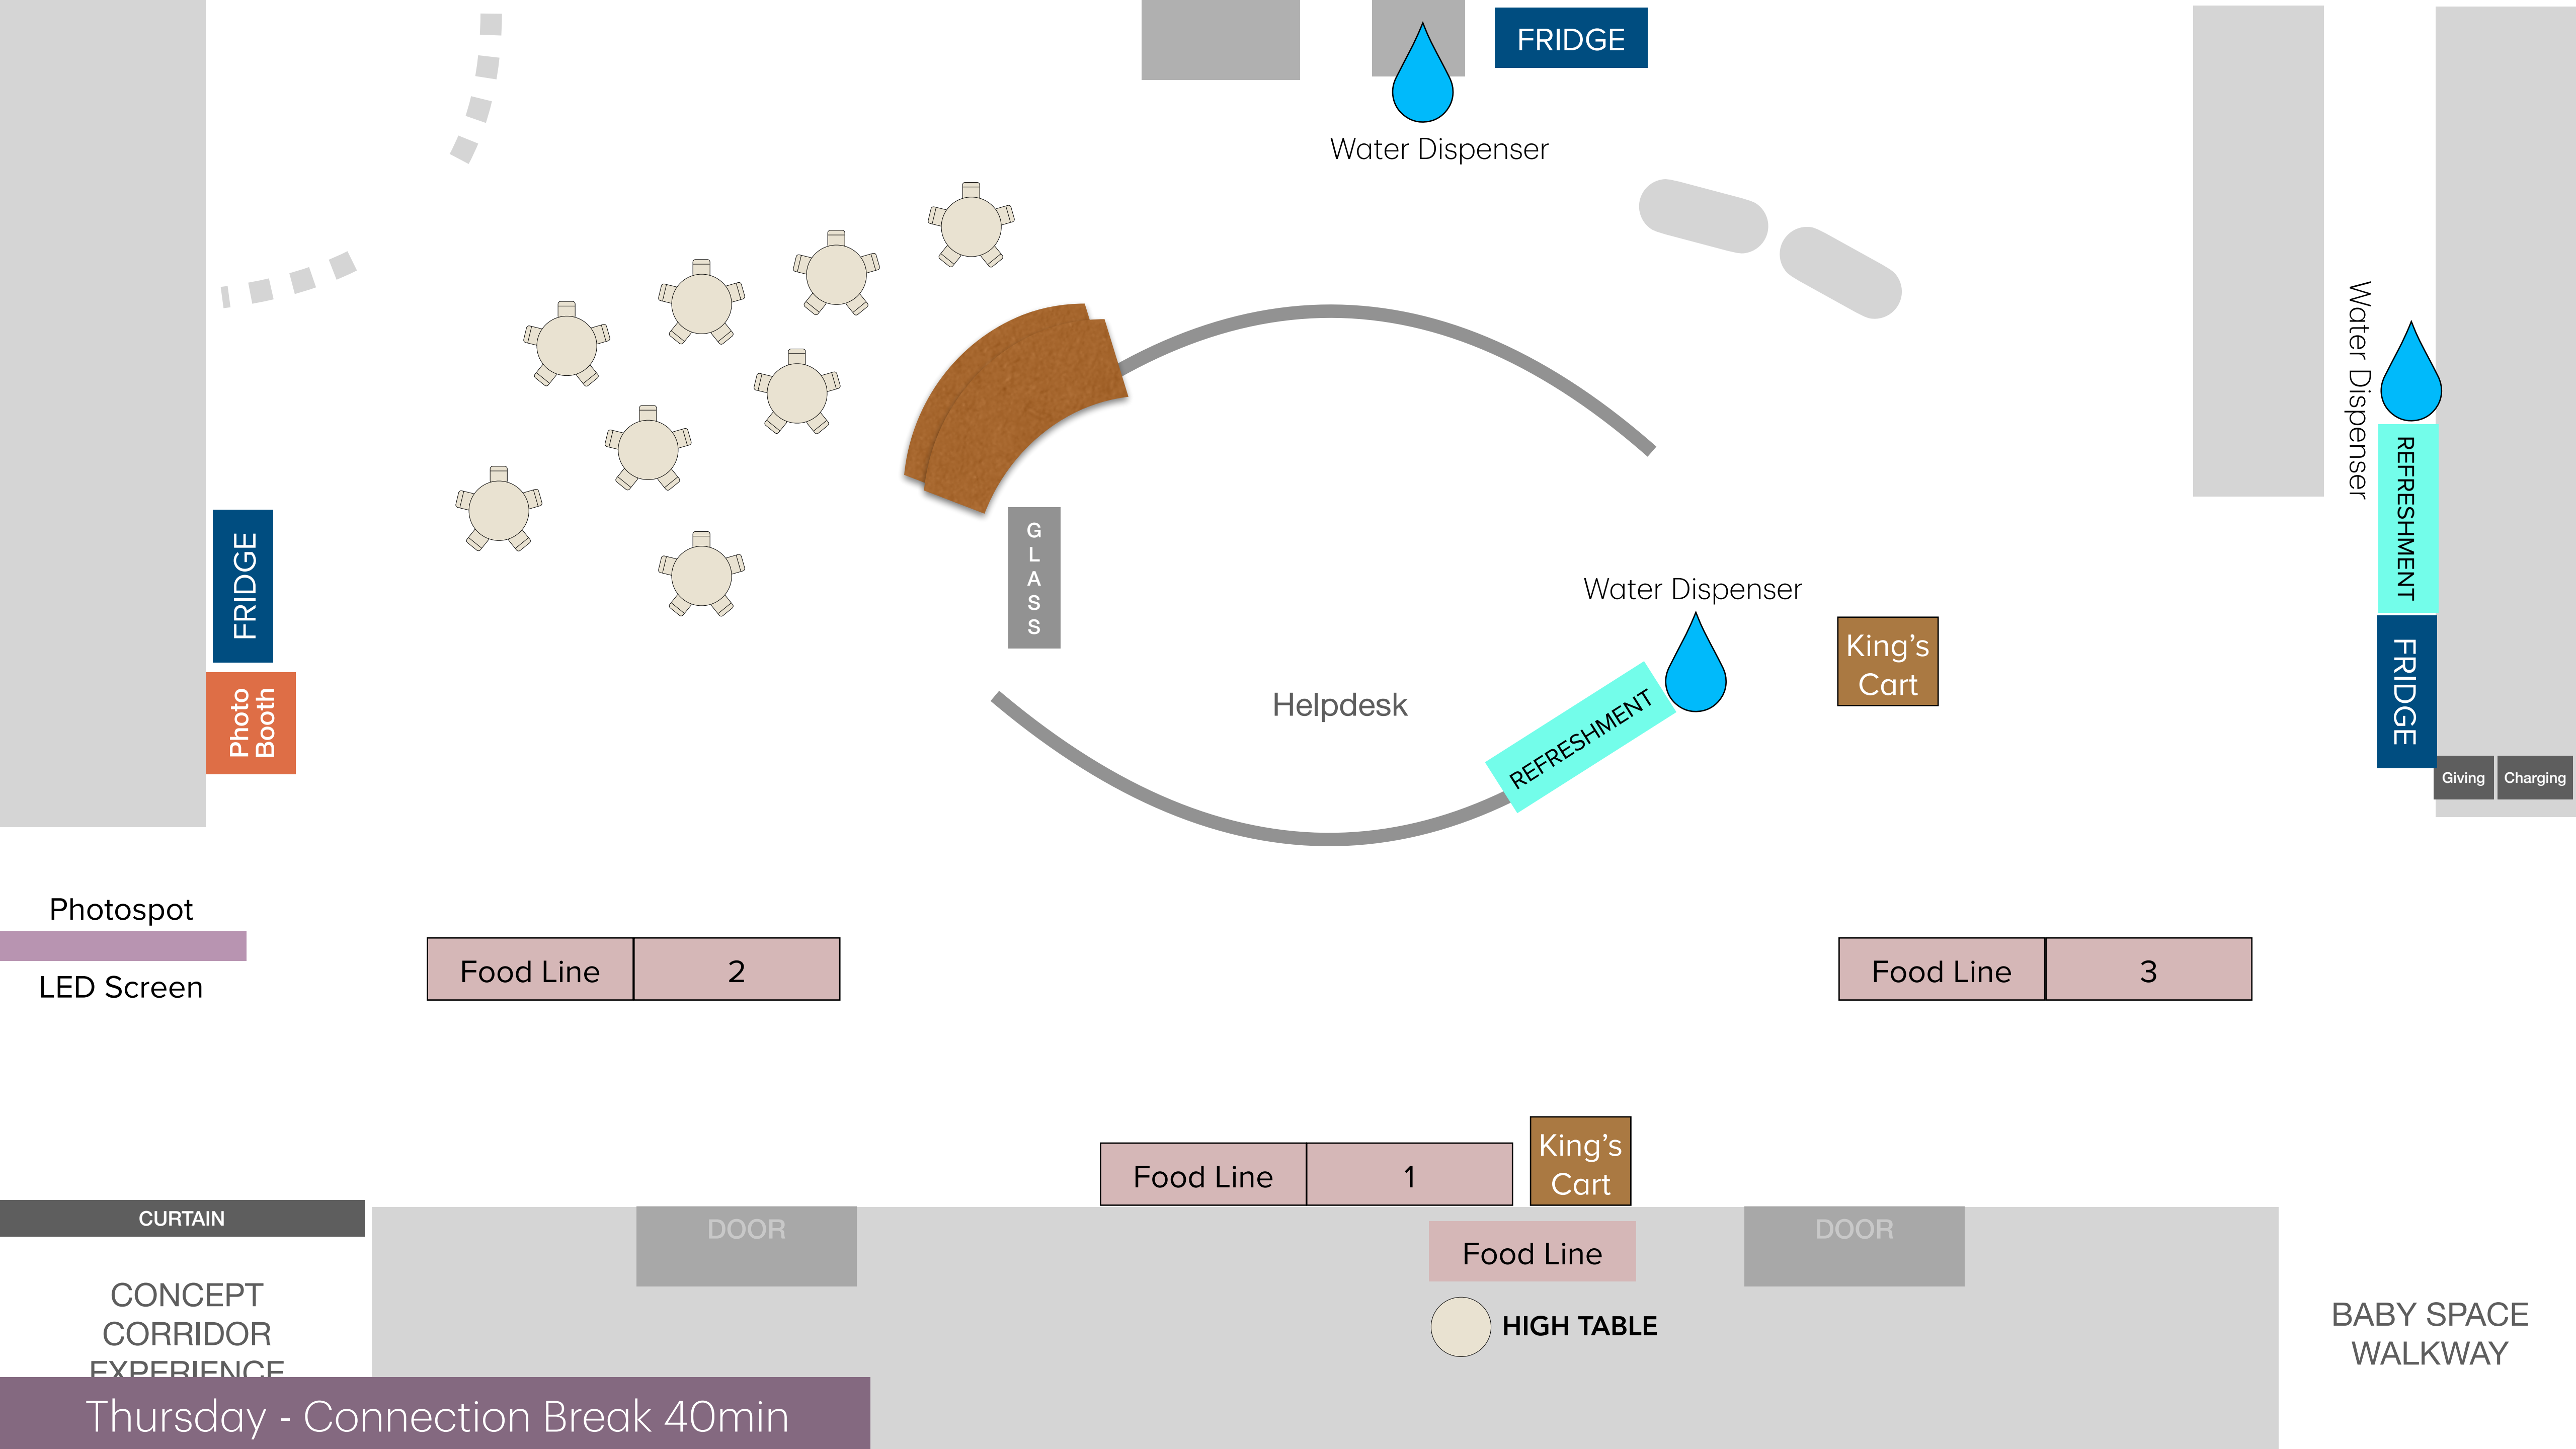 FRIDGE
Water Dispenser
Water Dispenser
REFRESHMENT
FRIDGE
Giving
Charging
FRIDGE
Photo
Booth
G
L
A
S
S
Water Dispenser
King's
Cart
Helpdesk
REFRESHMENT
Photospot
LED Screen
Food Line
2
Food Line
3
Food Line
1
King's
Cart
CURTAIN
DOOR
DOOR
Food Line
HIGH TABLE
CONCEPT
CORRIDOR
EXPERIENCE
BABY SPACE
WALKWAY
Thursday - Connection Break 40min